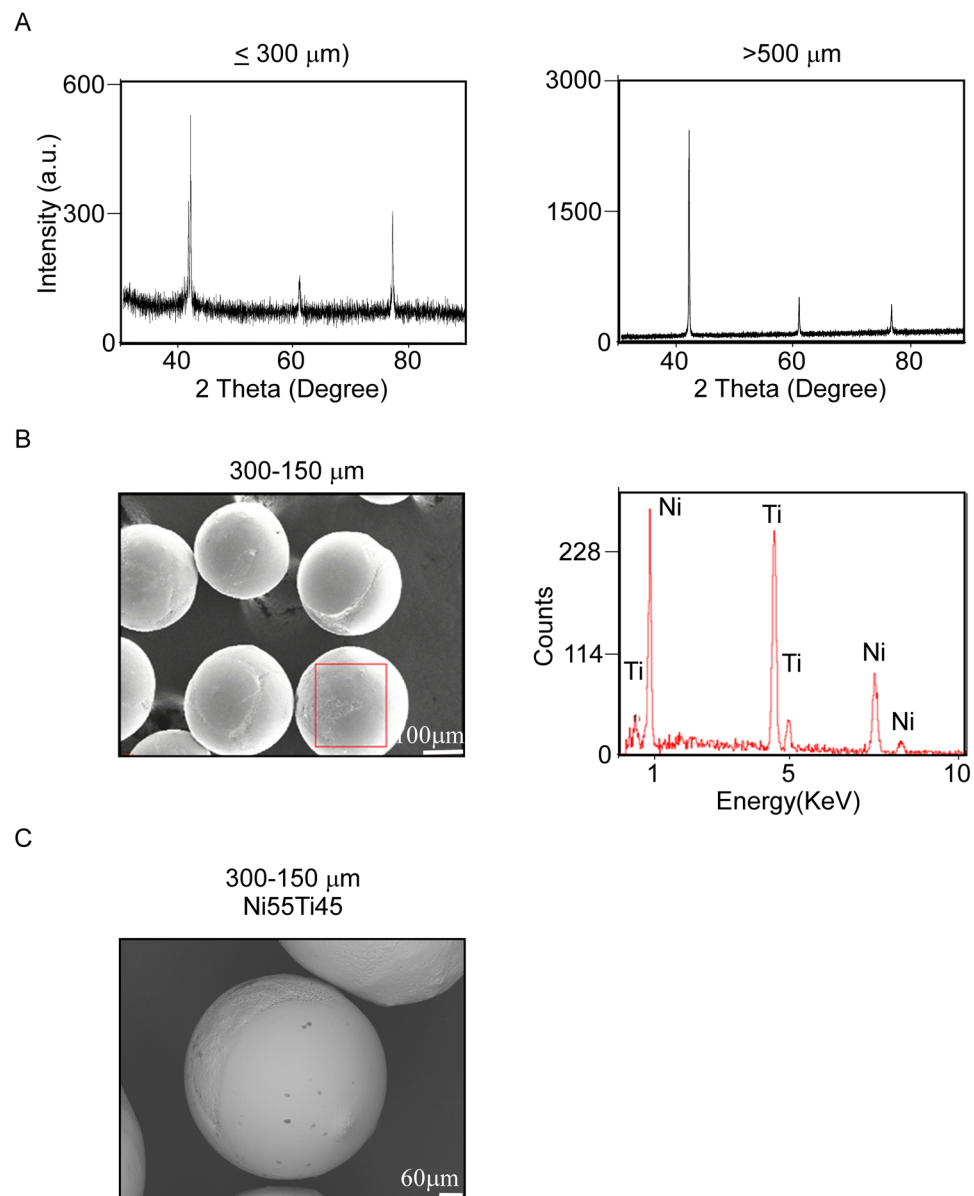 A
≤ 300 μm)
>500 μm
600
300
0
Intensity (a.u.)
40
60
80
2 Theta (Degree)
3000
1500
0
40
60
80
2 Theta (Degree)
B
300-150 μm
100μm
228
114
0
Counts
Ti
Ni
Ti
Ti
Ni
Ni
1
5
10
Energy(KeV)
C
300-150 μm
Ni55Ti45
60μm